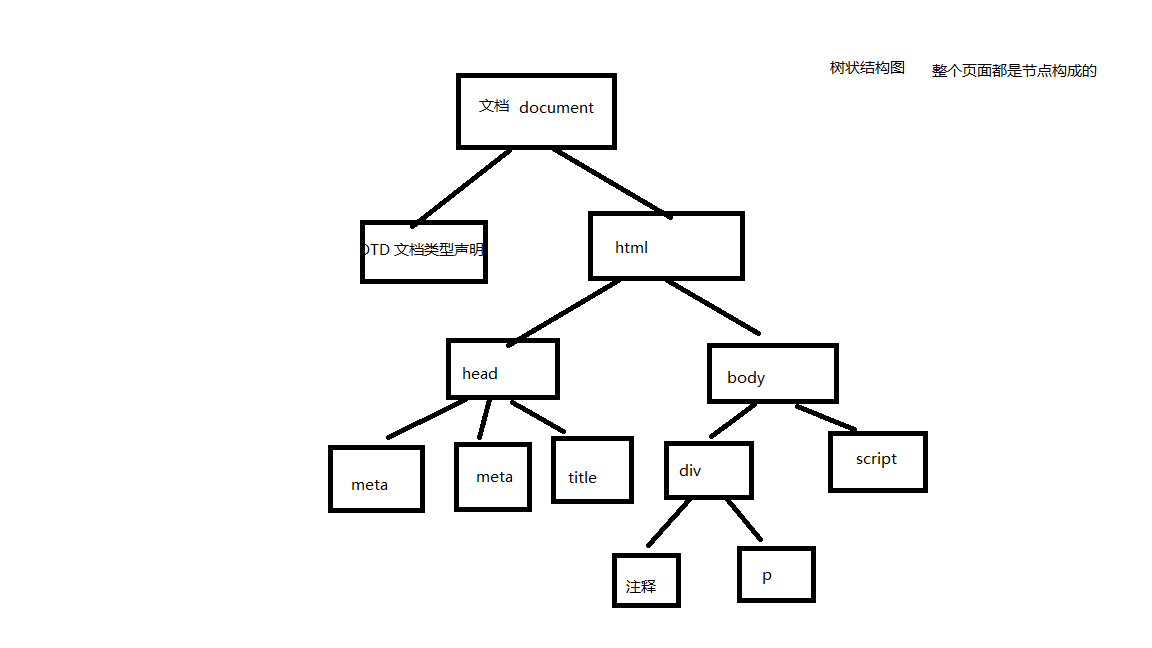 树状结构图
整个页面都是节点构成的
文档 document
DTD 文档类型声明
html
head
body
meta
meta
title
div
script
注释
p